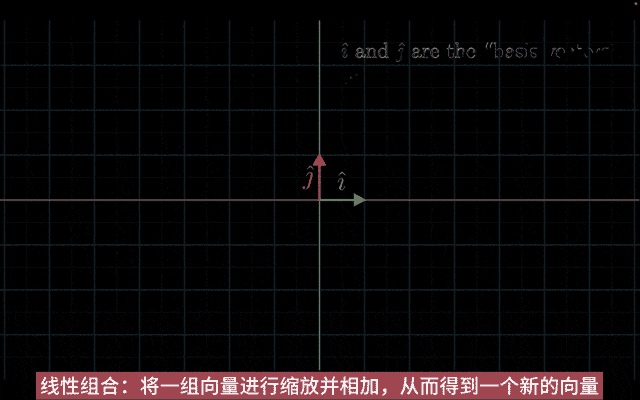 î and ĵ are the "basis
ĵ
î
线性组合：将一组向量进行缩放并相加，从而得到一个新的向量